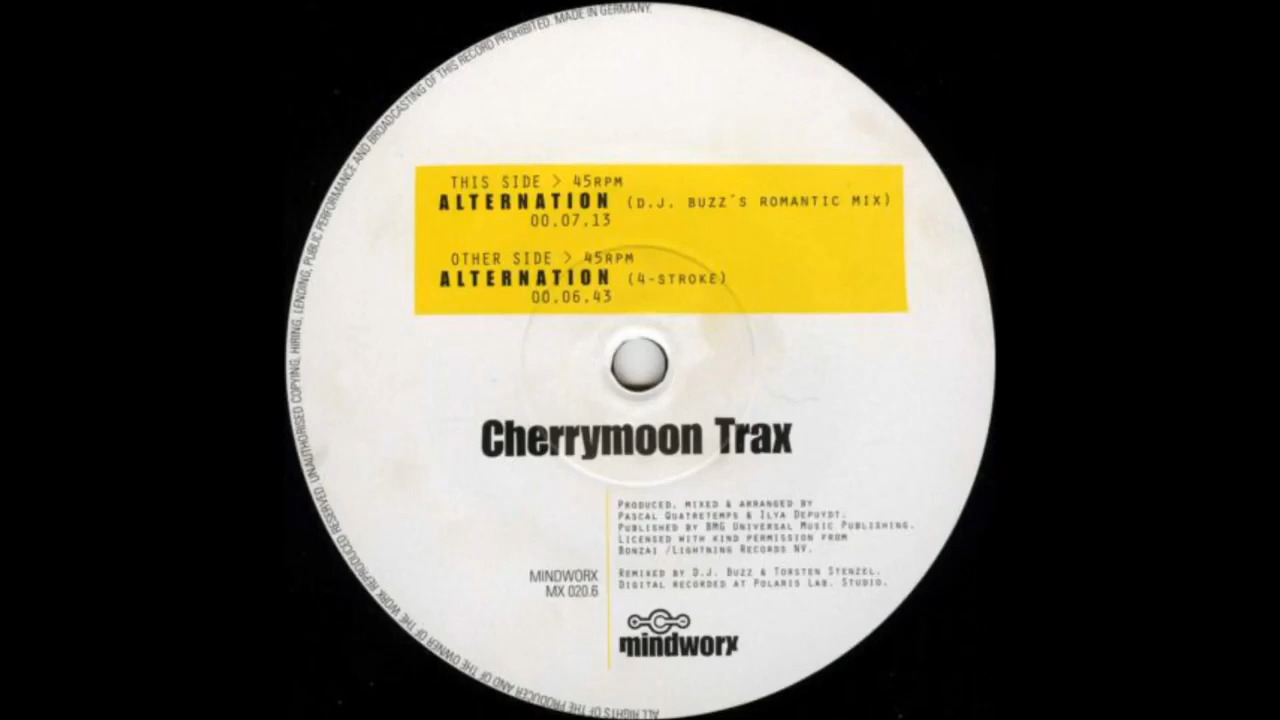 THIS SIDE > 45RPM
ALTERNATION (D.J. BUZZ´S ROMANTIC MIX)
00.07.13
OTHER SIDE > 45RPM
ALTERNATION (4-STROKE)
00.06.43
Cherrymoon Trax
PRODUCED, MIXED & ARRANGED BY
PASCAL QUATRETEMPS & ILYA DEPUYDT.
PUBLISHED BY BMG UNIVERSAL MUSIC PUBLISHING.
LICENSED WITH KIND PERMISSION FROM
BONZAI /LIGHTNING RECORDS NV.
REMIXED BY D.J. BUZZ & TORSTEN STENZEL.
DIGITAL RECORDED AT POLARIS LAB. STUDIO.
MINDWORX
MX 020.6
mindworx
ALL RIGHTS OF THE PRODUCER AND OF THE OWNER OF THE WORK REPRODUCED RESERVED. UNAUTHORISED COPYING, HIRING, LENDING, PUBLIC PERFORMANCE AND BROADCASTING OF THIS RECORD PROHIBITED. MADE IN GERMANY.